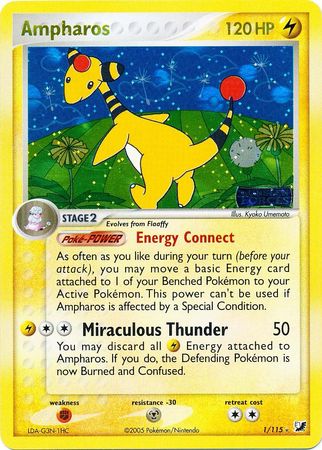 Ampharos 120 HP
Illus. Kyoko Umemoto
STAGE 2 Evolves from Flaaffy
Poké-POWER Energy Connect
As often as you like during your turn (before your
attack), you may move a basic Energy card
attached to 1 of your Benched Pokémon to your
Active Pokémon. This power can't be used if
Ampharos is affected by a Special Condition.
Miraculous Thunder 50
You may discard all Energy attached to
Ampharos. If you do, the Defending Pokémon is
now Burned and Confused.
weakness resistance -30 retreat cost
LDA-G3N-1HC ©2005 Pokémon/Nintendo 1/115